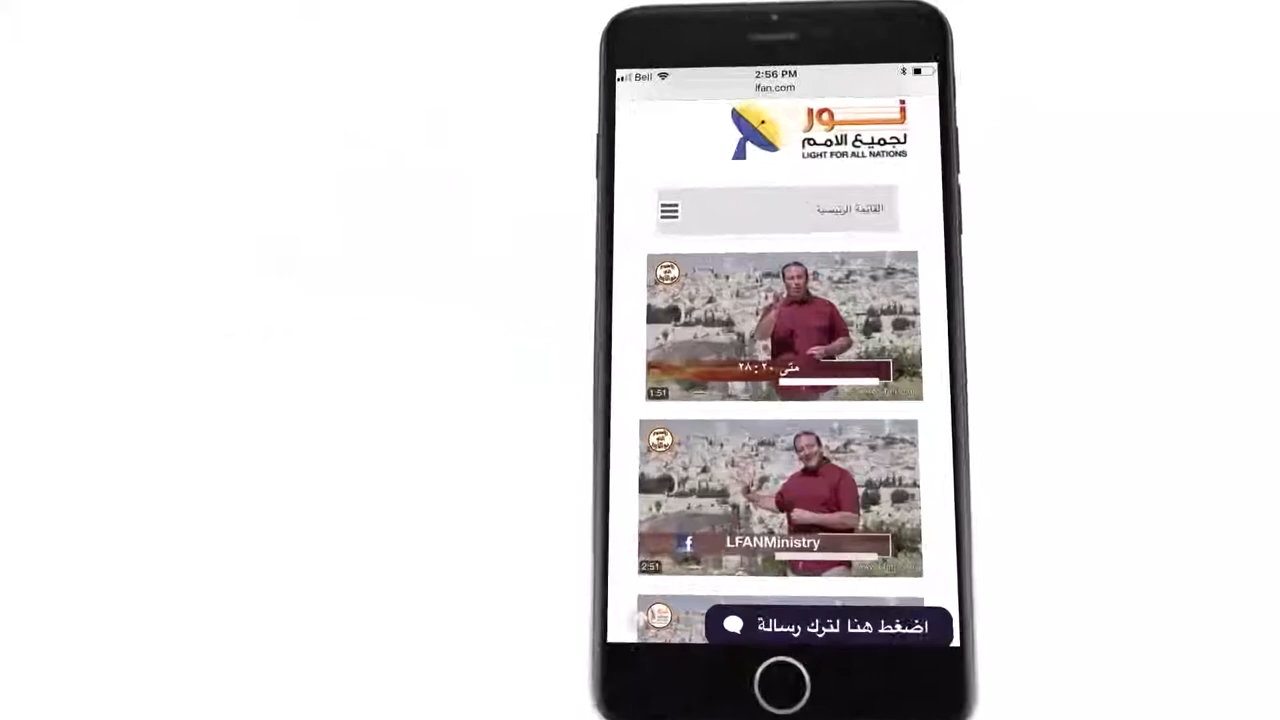 Bell
2:56 PM
lfan.com
نور
لجميع الامم
LIGHT FOR ALL NATIONS
القائمة الرئيسية
متى ٢٠ : ٢٨
1:51
LFANMinistry
2:51
اضغط هنا لترك رسالة